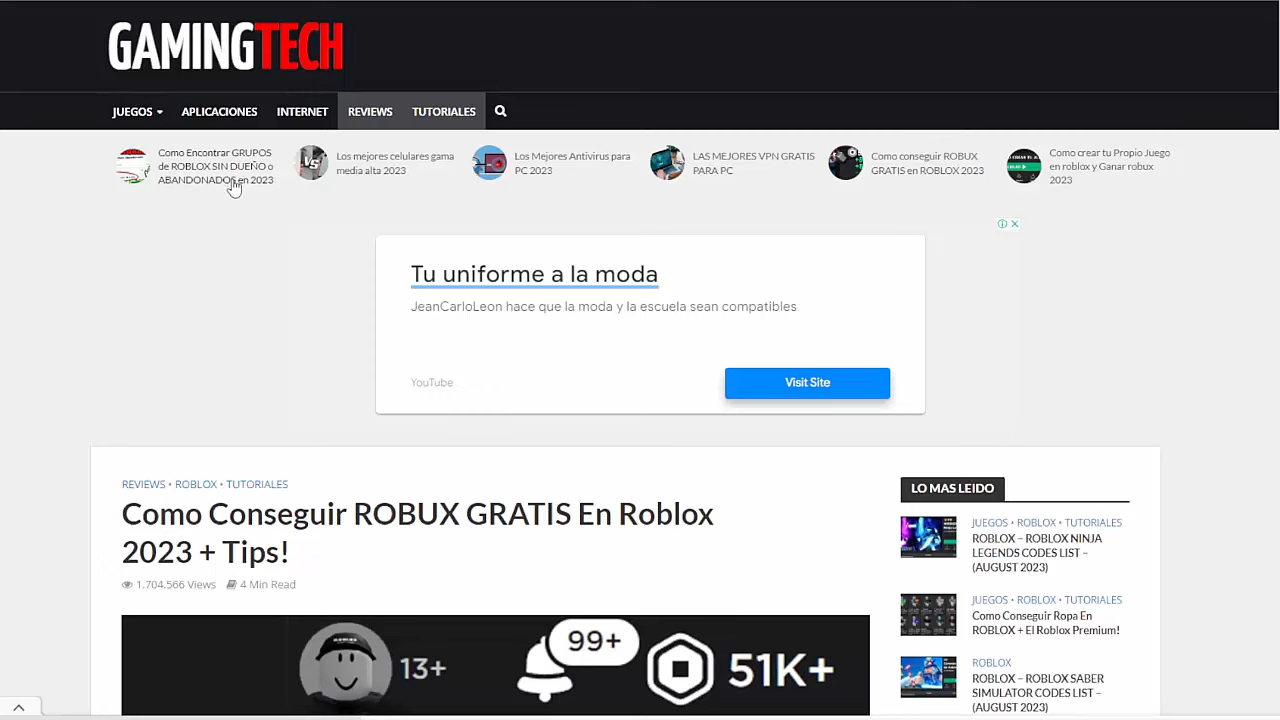 GAMINGTECH
JUEGOS
APLICACIONES
INTERNET
REVIEWS
TUTORIALES
Como Encontrar GRUPOS
de ROBLOX SIN DUEÑO o
ABANDONADOS en 2023
Los mejores celulares gama
media alta 2023
Los Mejores Antivirus para
PC 2023
LAS MEJORES VPN GRATIS
PARA PC
Como conseguir ROBUX
GRATIS en ROBLOX 2023
Como crear tu Propio Juego
en roblox y Ganar robux
2023
Tu uniforme a la moda
JeanCarloLeon hace que la moda y la escuela sean compatibles
YouTube
Visit Site
REVIEWS • ROBLOX • TUTORIALES
Como Conseguir ROBUX GRATIS En Roblox
2023 + Tips!
1.704.566 Views
4 Min Read
13+
99+
51K+
LO MAS LEIDO
JUEGOS • ROBLOX • TUTORIALES
ROBLOX – ROBLOX NINJA
LEGENDS CODES LIST –
(AUGUST 2023)
JUEGOS • ROBLOX • TUTORIALES
Como Conseguir Ropa En
ROBLOX + El Roblox Premium!
ROBLOX
ROBLOX – ROBLOX SABER
SIMULATOR CODES LIST –
(AUGUST 2023)